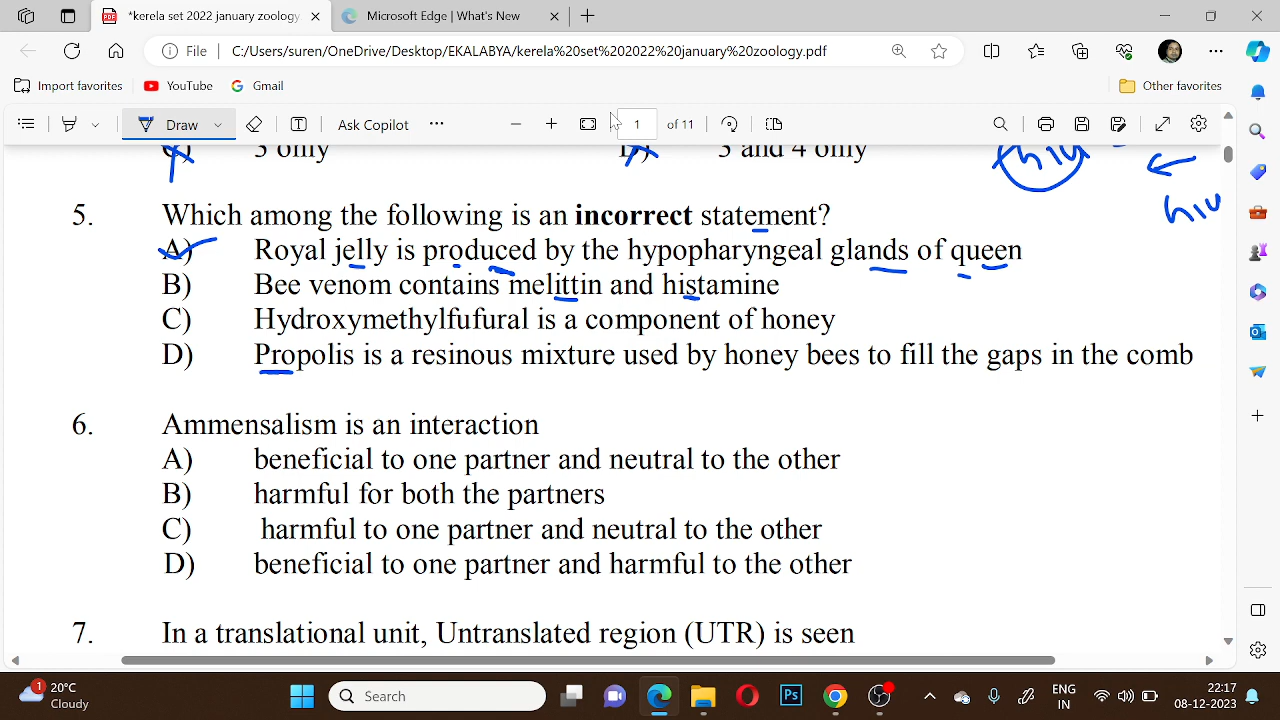 *kerela set 2022 january zoology
Microsoft Edge | What's New
File
C:/Users/suren/OneDrive/Desktop/EKALABYA/kerela%20set%202022%20january%20zoology.pdf
Import favorites
YouTube
Gmail
Other favorites
Draw
Ask Copilot
1
of 11
C) 3 only D) 3 and 4 only
hiv
hiv
5. Which among the following is an incorrect statement?
A) Royal jelly is produced by the hypopharyngeal glands of queen
B) Bee venom contains melittin and histamine
C) Hydroxymethylfufural is a component of honey
D) Propolis is a resinous mixture used by honey bees to fill the gaps in the comb
6. Ammensalism is an interaction
A) beneficial to one partner and neutral to the other
B) harmful for both the partners
C) harmful to one partner and neutral to the other
D) beneficial to one partner and harmful to the other
7. In a translational unit, Untranslated region (UTR) is seen
1
20°C
Cloudy
Search
Ps
ENG
IN
22:17
08-12-2023